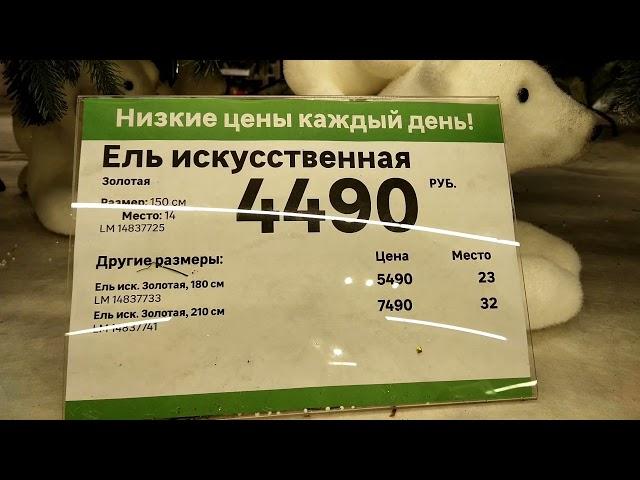 Низкие цены каждый день!
Ель искусственная
Золотая
4490 РУБ.
Размер: 150 см
Место: 14
LM 14837725
Другие размеры: Цена Место
Ель иск. Золотая, 180 см 5490 23
LM 14837733
Ель иск. Золотая, 210 см 7490 32
LM 14837741